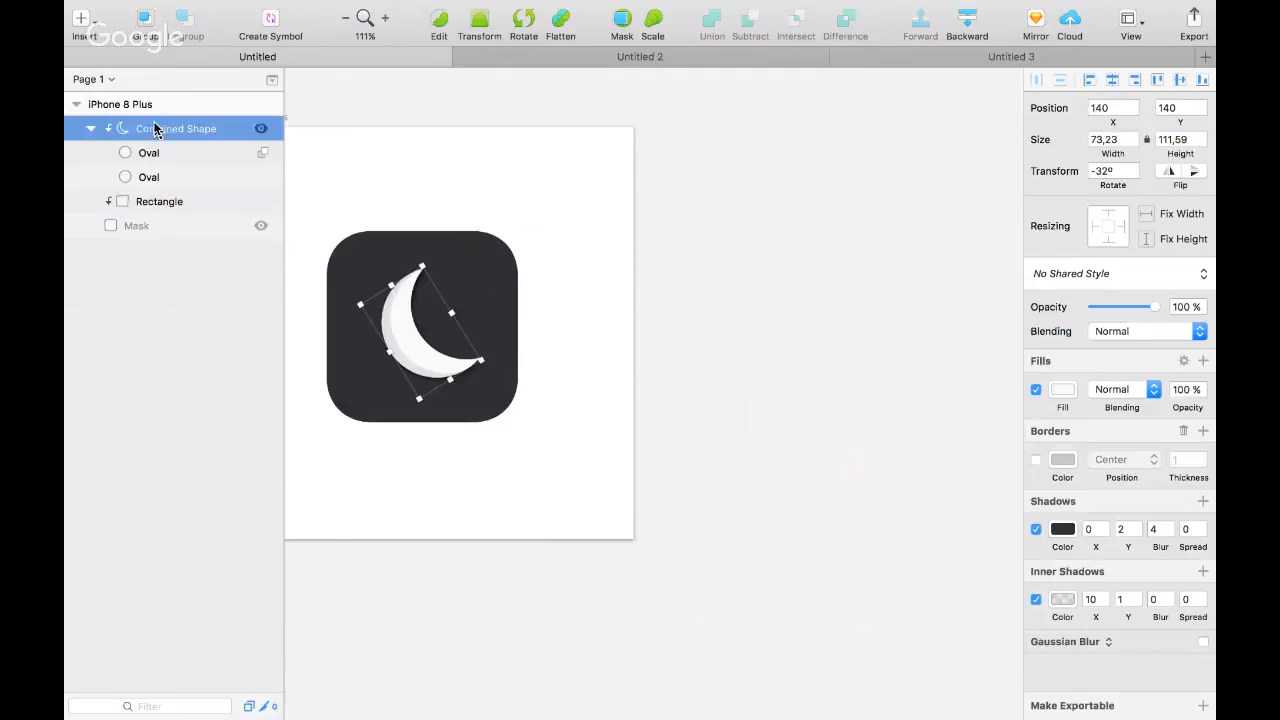 Insert
Group
Ungroup
Create Symbol
111%
Edit
Transform
Rotate
Flatten
Mask
Scale
Union
Subtract
Intersect
Difference
Forward
Backward
Mirror
Cloud
View
Export
Google
Untitled
Untitled 2
Untitled 3
Page 1
iPhone 8 Plus
Combined Shape
Oval
Oval
Rectangle
Mask
Filter
0
Position 140 140
X Y
Size 73,23 111,59
Width Height
Transform -32º
Rotate Flip
Resizing Fix Width
Fix Height
No Shared Style
Opacity 100 %
Blending Normal
Fills
Normal 100 %
Fill Blending Opacity
Borders
Center 1
Color Position Thickness
Shadows
0 2 4 0
Color X Y Blur Spread
Inner Shadows
10 1 0 0
Color X Y Blur Spread
Gaussian Blur
Make Exportable